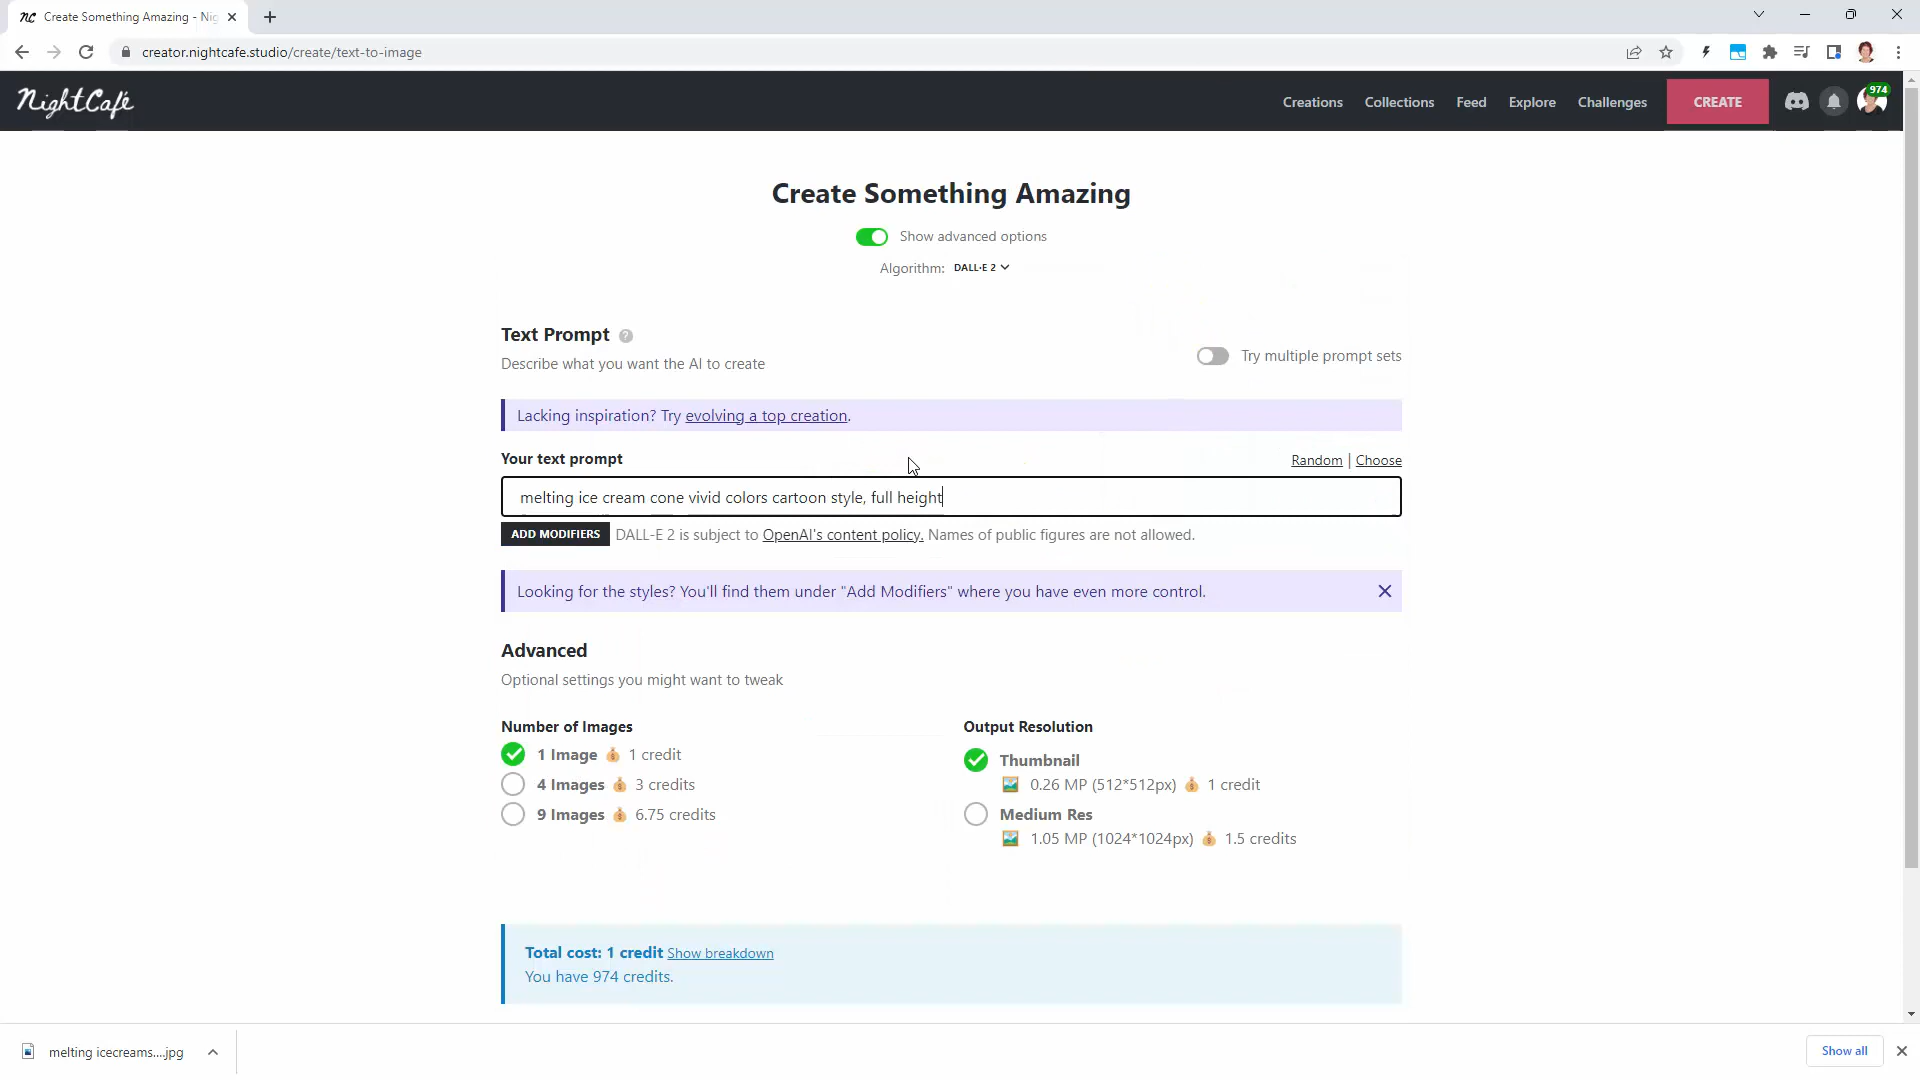 Create Something Amazing - Nig
creator.nightcafe.studio/create/text-to-image
NightCafé
Creations
Collections
Feed
Explore
Challenges
CREATE
974
Create Something Amazing
Show advanced options
Algorithm: DALL·E 2
Text Prompt ?
Describe what you want the AI to create
Try multiple prompt sets
Lacking inspiration? Try evolving a top creation.
Your text prompt
Random | Choose
melting ice cream cone vivid colors cartoon style, full height
ADD MODIFIERS DALL-E 2 is subject to OpenAI's content policy. Names of public figures are not allowed.
Looking for the styles? You'll find them under "Add Modifiers" where you have even more control.
Advanced
Optional settings you might want to tweak
Number of Images
1 Image 💰 1 credit
4 Images 💰 3 credits
9 Images 💰 6.75 credits
Output Resolution
Thumbnail
0.26 MP (512*512px) 💰 1 credit
Medium Res
1.05 MP (1024*1024px) 💰 1.5 credits
Total cost: 1 credit Show breakdown
You have 974 credits.
melting icecreams....jpg
Show all